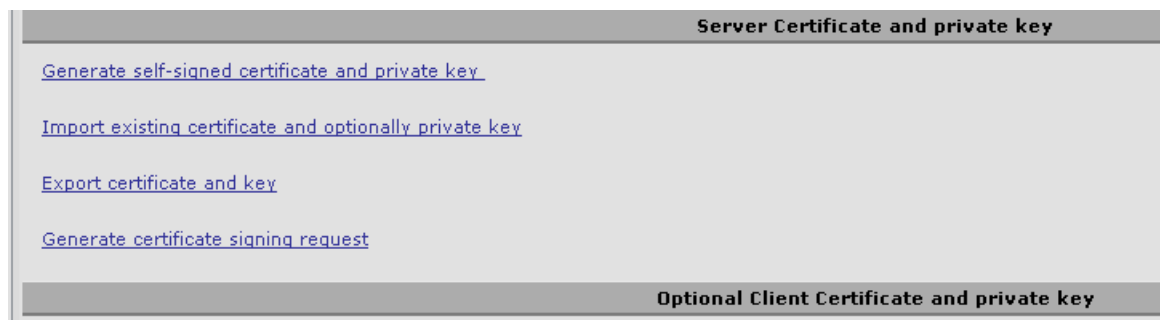 Server Certificate and private key
Generate self-signed certificate and private key
Import existing certificate and optionally private key
Export certificate and key
Generate certificate signing request
Optional Client Certificate and private key